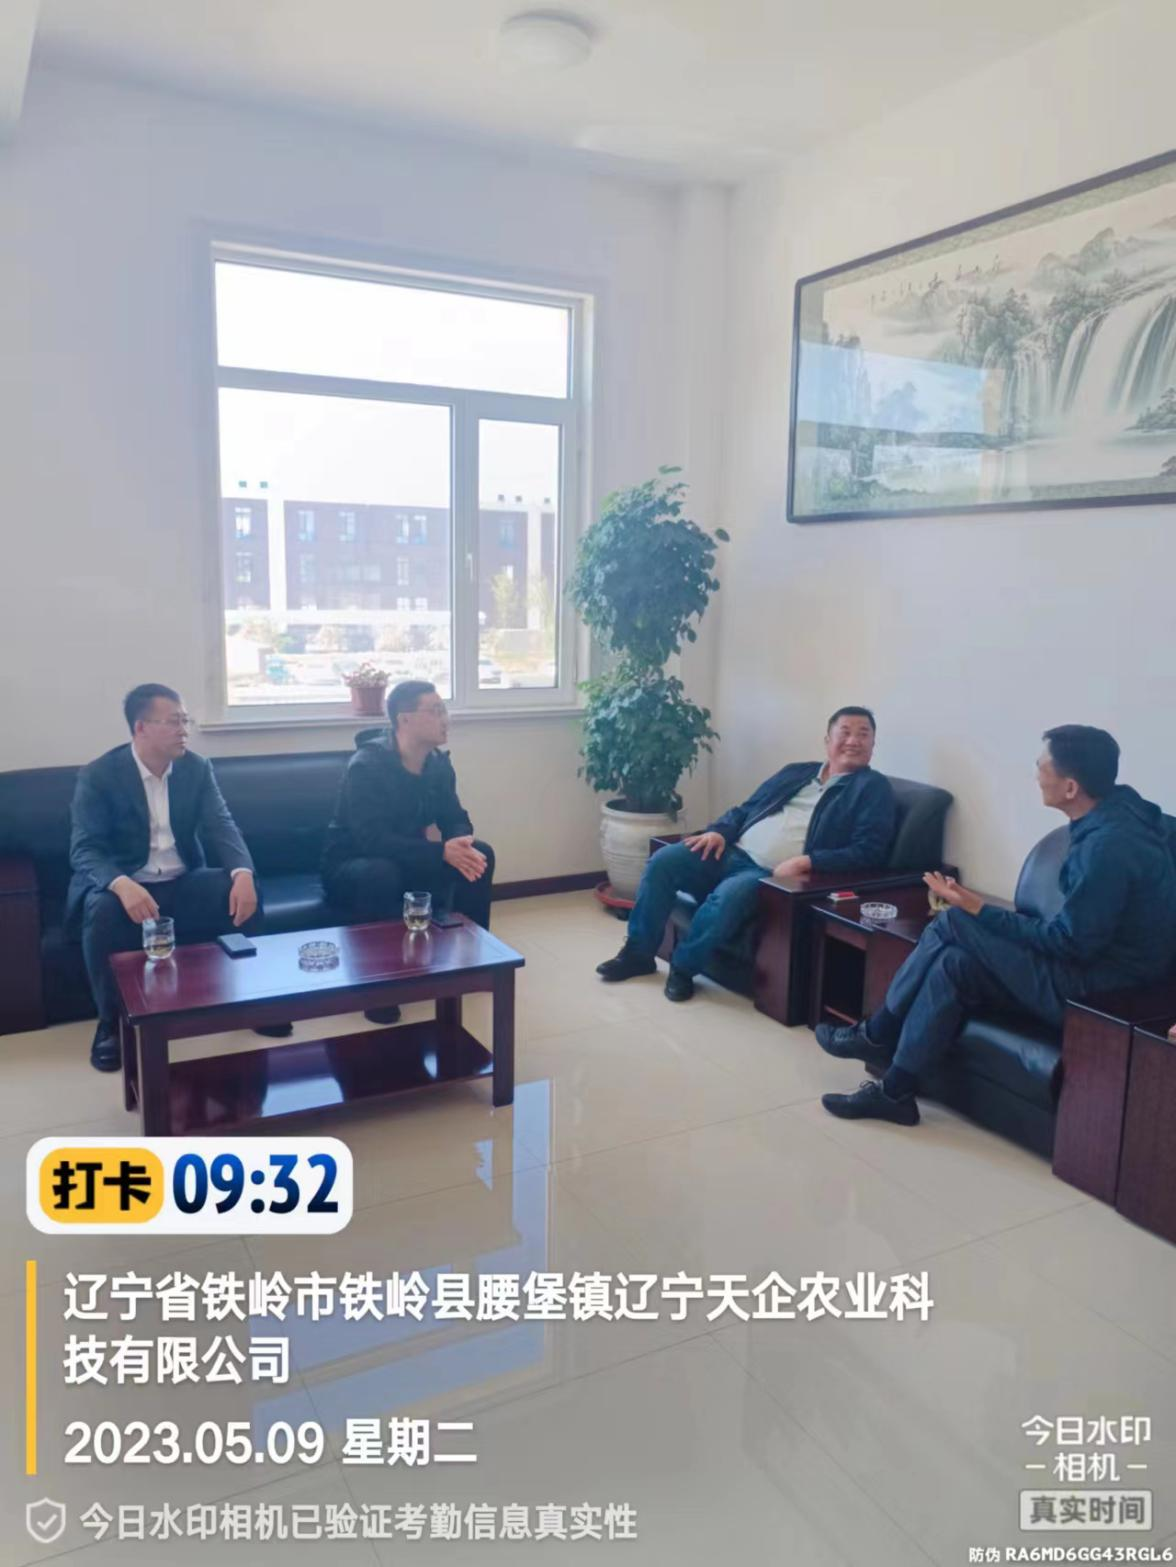 打卡 09:32
辽宁省铁岭市铁岭县腰堡镇辽宁天企农业科
技有限公司
2023.05.09 星期二
今日水印相机已验证考勤信息真实性
今日水印
-相机-
真实时间
防伪 RA6MD6GG43RGL6